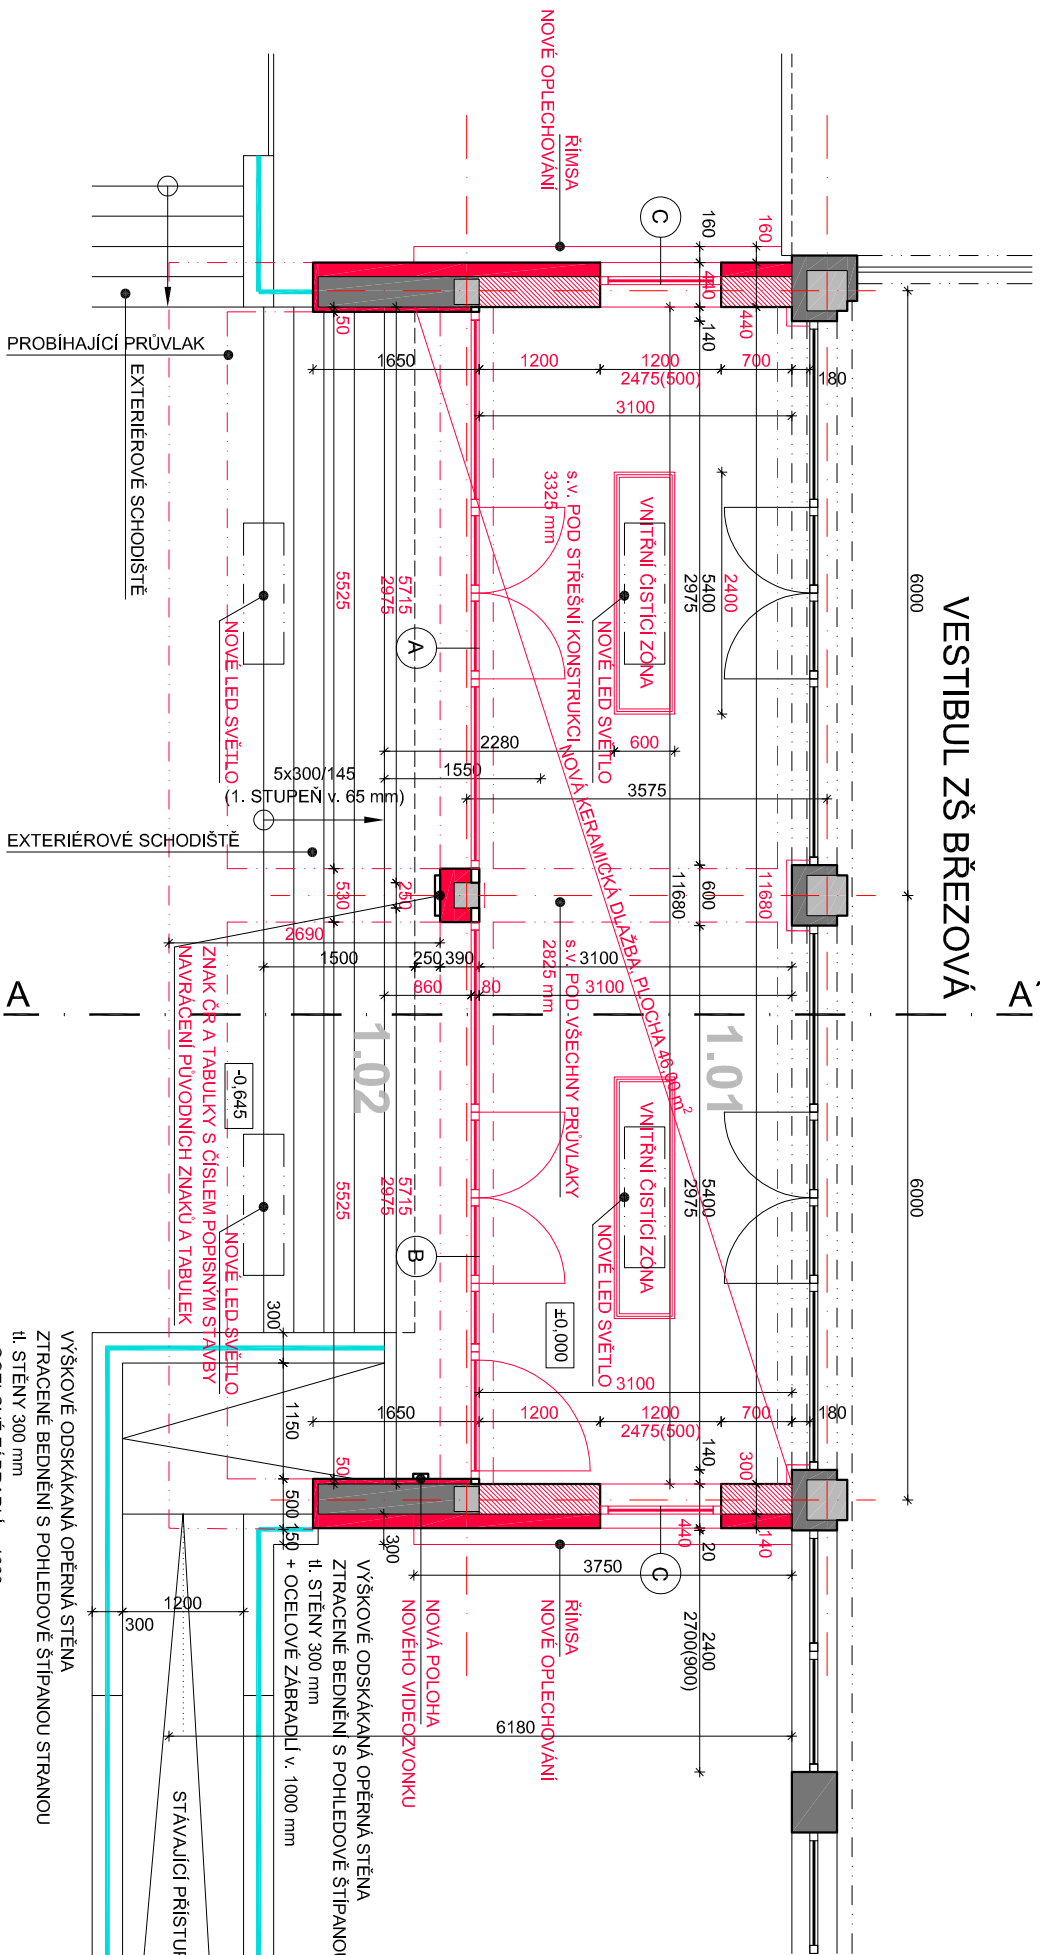 VESTIBUL ZŠ BŘEZOVÁ
A
A'
6000
6000
NOVÉ OPLECHOVÁNÍ
ŘÍMSA
C
160
160
440
440
140
180
50
1650
1200
1200
2475(500)
700
3100
PROBÍHAJÍCÍ PRŮVLAK
EXTERIÉROVÉ SCHODIŠTĚ
s.v. POD STŘEŠNÍ KONSTRUKCI
3325 mm
VNITŘNÍ ČISTÍCÍ ZÓNA
NOVÉ LED SVĚTLO
2400
5400
2975
5525
5715
2975
A
NOVÉ LED SVĚTLO
2280
600
1550
3575
5x300/145
(1. STUPEŇ v. 65 mm)
EXTERIÉROVÉ SCHODIŠTĚ
NOVÁ KERAMICKÁ DLAŽBA, PLOCHA 46,00 m²
530
250
600
11680
11680
2690
1500
250
390
3100
860
80
3100
s.v. POD VŠECHNY PRŮVLAKY
2825 mm
1.01
1.02
ZNAK ČR A TABULKY S ČÍSLEM POPISNÝM STAVBY
NAVRÁCENÍ PŮVODNÍCH ZNAKŮ A TABULEK
-0,645
VNITŘNÍ ČISTÍCÍ ZÓNA
NOVÉ LED SVĚTLO
5400
2975
5525
5715
2975
B
NOVÉ LED SVĚTLO
±0,000
300
1150
500
150
50
1650
1200
1200
2475(500)
700
3100
180
140
300
440
20
140
300
C
3750
2400
2700(900)
6180
1200
300
ŘÍMSA
NOVÉ OPLECHOVÁNÍ
NOVÁ POLOHA
NOVÉHO VIDEOZVONKU
VÝŠKOVÉ ODSKÁKANÁ OPĚRNÁ STĚNA
ZTRACENÉ BEDNĚNÍ S POHLEDOVĚ ŠTÍPANOU
tl. STĚNY 300 mm
+ OCELOVÉ ZÁBRADLÍ v. 1000 mm
VÝŠKOVÉ ODSKÁKANÁ OPĚRNÁ STĚNA
ZTRACENÉ BEDNĚNÍ S POHLEDOVĚ ŠTÍPANOU STRANOU
tl. STĚNY 300 mm
STÁVAJÍCÍ PŘÍSTUP